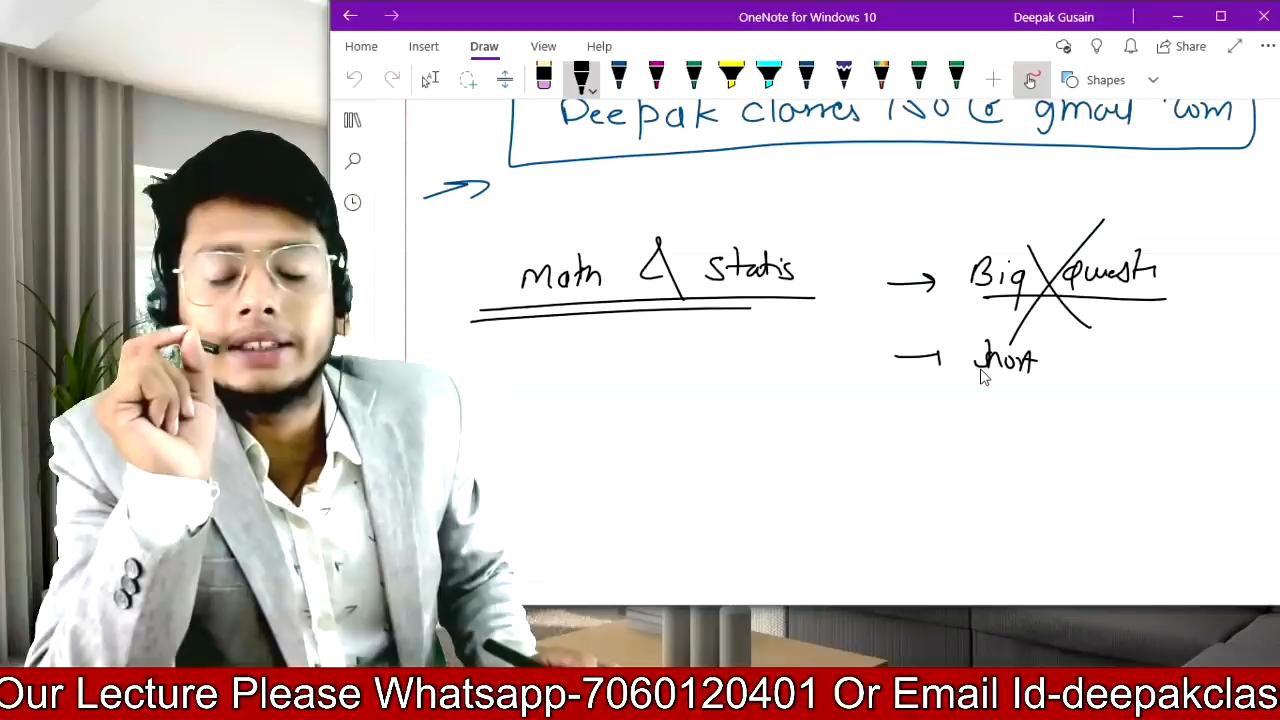 OneNote for Windows 10
Deepak Gusain
Home Insert Draw View Help
Share
Shapes
Deepak classes 150 @ gmail com
Math & Statis
→ Big Quest
short
Our Lecture Please Whatsapp-7060120401 Or Email Id-deepakclas